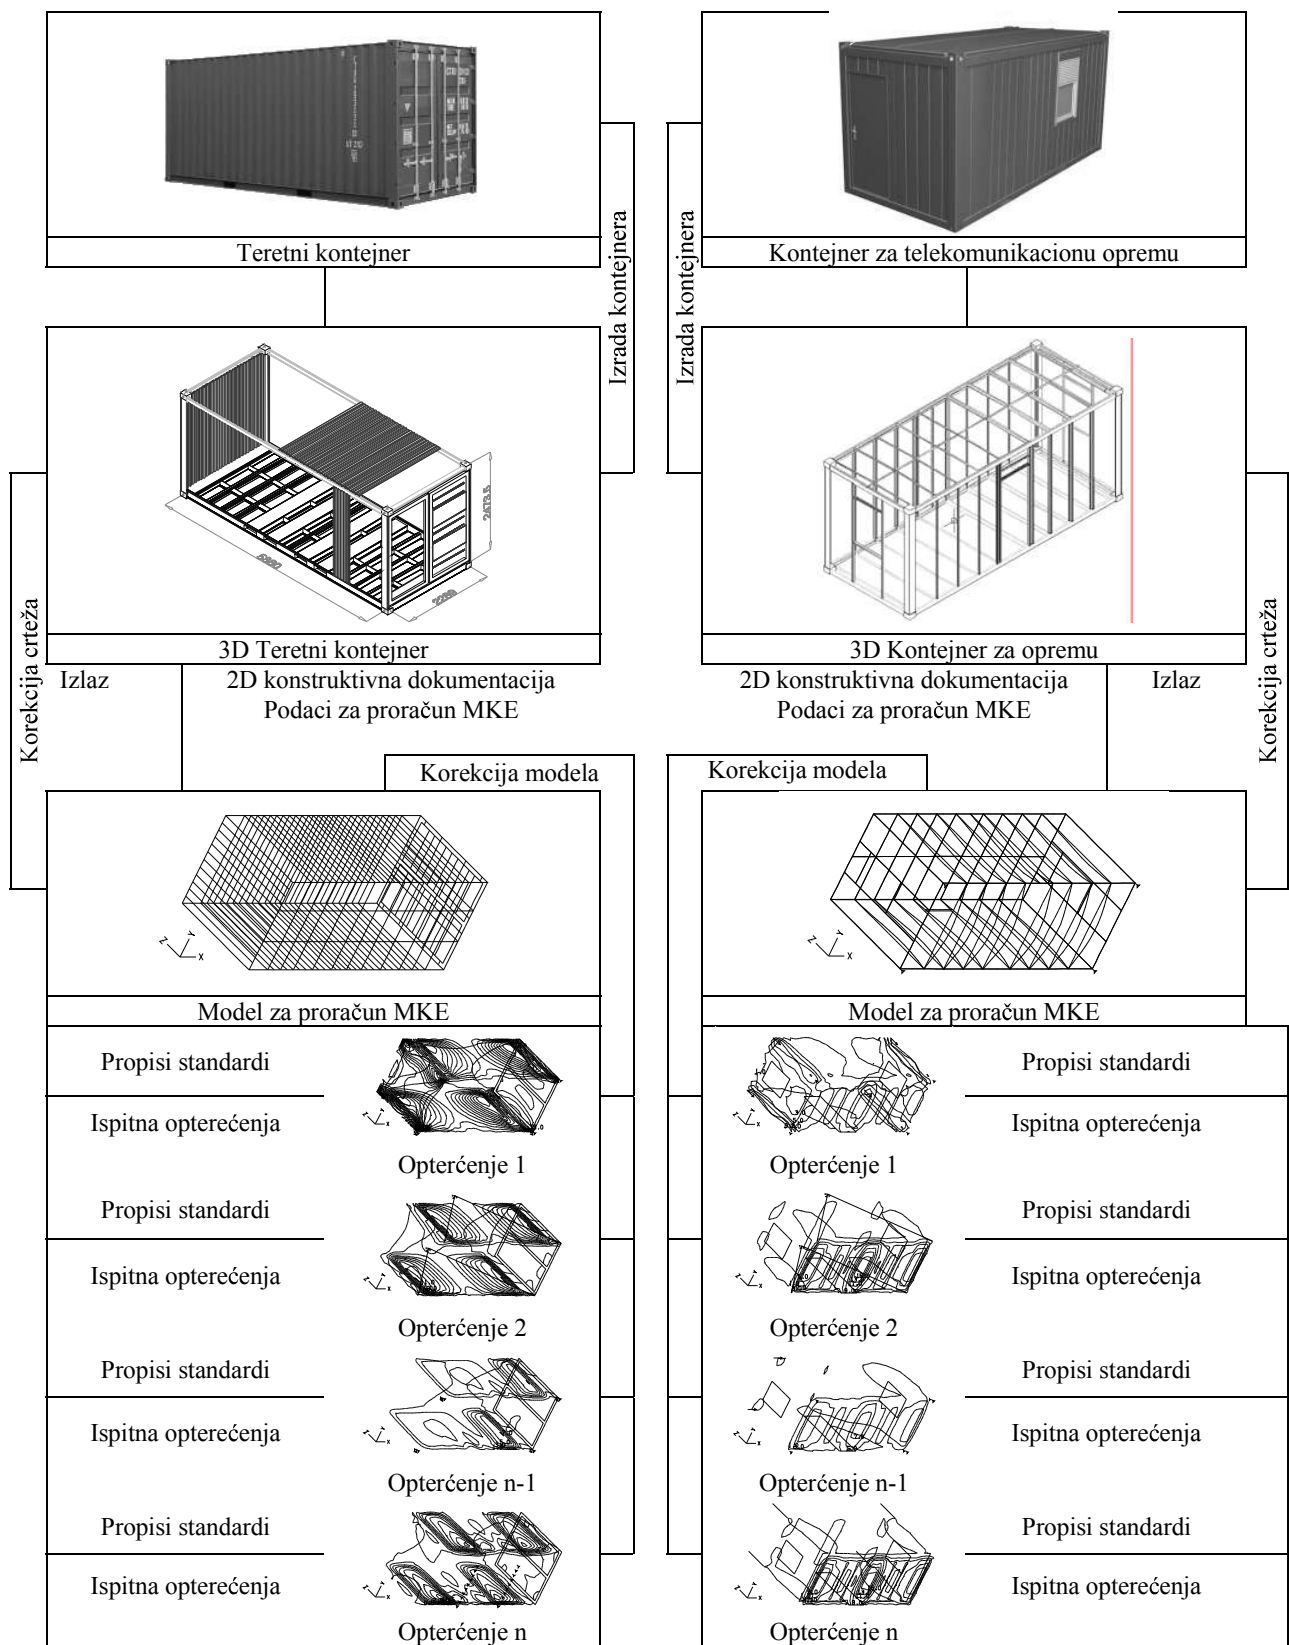 Teretni kontejner
Kontejner za telekomunikacionu opremu
Izrada kontejnera
Izrada kontejnera
2370
3D Teretni kontejner
3D Kontejner za opremu
Korekcija crteža
Korekcija crteža
Izlaz
2D konstruktivna dokumentacija
Podaci za proračun MKE
2D konstruktivna dokumentacija
Podaci za proračun MKE
Izlaz
Korekcija modela
Korekcija modela
Z Y X
Z Y X
Model za proračun MKE
Model za proračun MKE
Propisi standardi
Ispitna opterećenja
Opterćenje 1
Opterćenje 1
Propisi standardi
Ispitna opterećenja
Propisi standardi
Ispitna opterećenja
Opterćenje 2
Opterćenje 2
Propisi standardi
Ispitna opterećenja
Propisi standardi
Ispitna opterećenja
Opterćenje n-1
Opterćenje n-1
Propisi standardi
Ispitna opterećenja
Propisi standardi
Ispitna opterećenja
Opterćenje n
Opterćenje n
Propisi standardi
Ispitna opterećenja